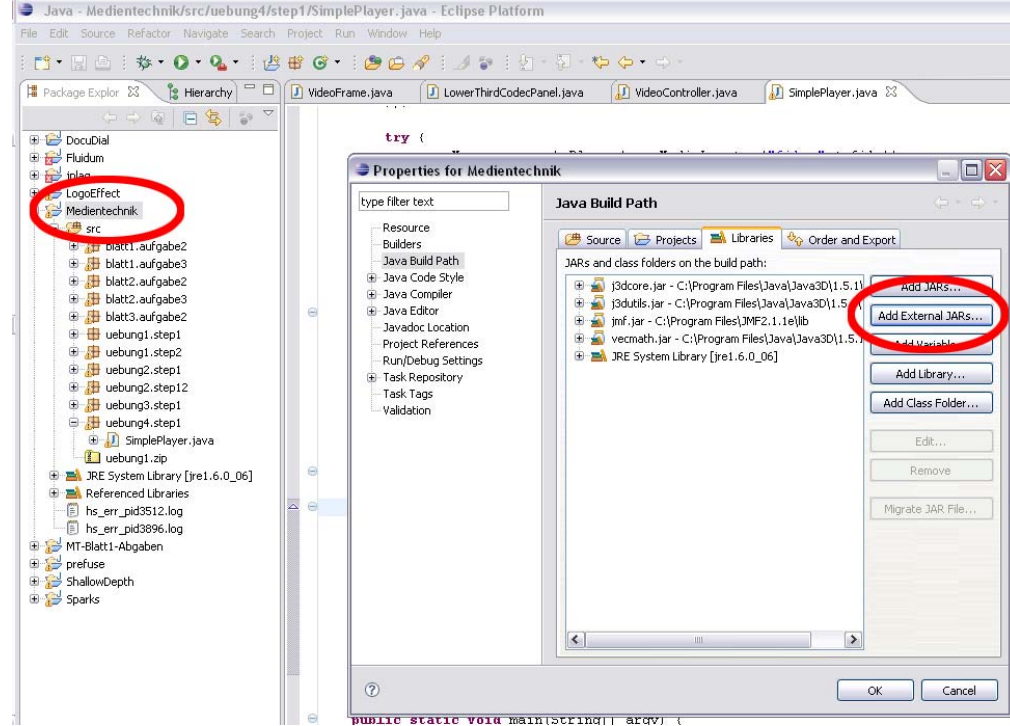 Java - Medientechnik/src/uebung4/step1/SimplePlayer.java - Eclipse Platform
File Edit Source Refactor Navigate Search Project Run Window Help
Package Explor Hierarchy
VideoFrame.java LowerThirdCodecPanel.java VideoController.java SimplePlayer.java
DocuDial
Fluidum
jplag
LogoEffect
Medientechnik
src
blatt1.aufgabe2
blatt1.aufgabe3
blatt2.aufgabe2
blatt2.aufgabe3
blatt3.aufgabe2
uebung1.step1
uebung1.step2
uebung2.step1
uebung2.step12
uebung3.step1
uebung4.step1
SimplePlayer.java
uebung1.zip
JRE System Library [jre1.6.0_06]
Referenced Libraries
hs_err_pid3512.log
hs_err_pid3896.log
MT-Blatt1-Abgaben
prefuse
ShallowDepth
Sparks
try {
Properties for Medientechnik
type filter text
Resource
Builders
Java Build Path
Java Code Style
Java Compiler
Java Editor
Javadoc Location
Project References
Run/Debug Settings
Task Repository
Task Tags
Validation
Java Build Path
Source Projects Libraries Order and Export
JARs and class folders on the build path:
j3dcore.jar - C:\Program Files\Java\Java3D\1.5.1\
j3dutils.jar - C:\Program Files\Java\Java3D\1.5.
jmf.jar - C:\Program Files\JMF2.1.1e\lib
vecmath.jar - C:\Program Files\Java\Java3D\1.5.
JRE System Library [jre1.6.0_06]
Add JARs...
Add External JARs...
Add Variable...
Add Library...
Add Class Folder...
Edit...
Remove
Migrate JAR File...
OK Cancel
public static void main(String[] argv) {